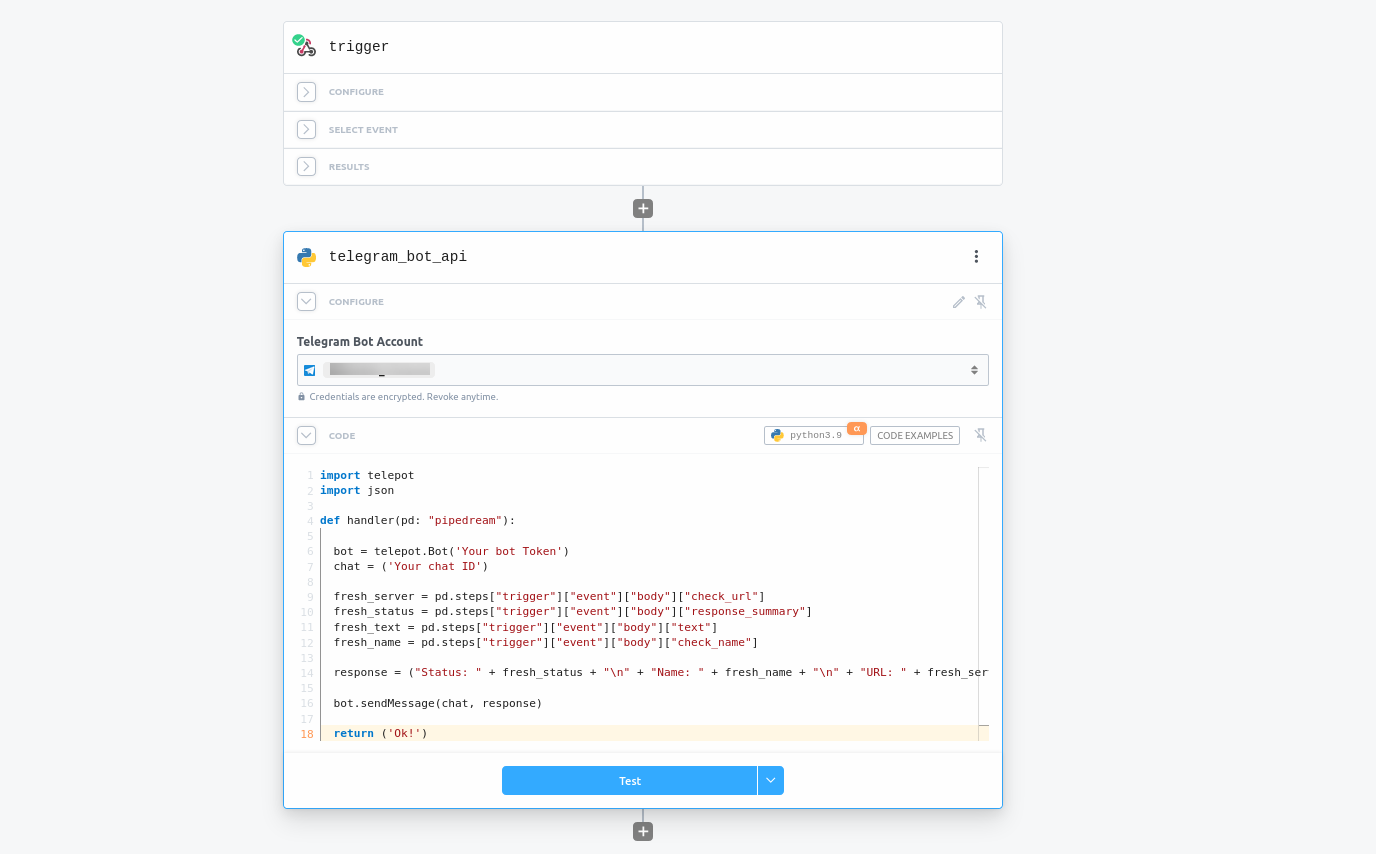 trigger
CONFIGURE
SELECT EVENT
RESULTS
telegram_bot_api
CONFIGURE
Telegram Bot Account
Credentials are encrypted. Revoke anytime.
CODE
python3.9
α
CODE EXAMPLES
1 import telepot
2 import json
3
4 def handler(pd: "pipedream"):
5
6 bot = telepot.Bot('Your bot Token')
7 chat = ('Your chat ID')
8
9 fresh_server = pd.steps["trigger"]["event"]["body"]["check_url"]
10 fresh_status = pd.steps["trigger"]["event"]["body"]["response_summary"]
11 fresh_text = pd.steps["trigger"]["event"]["body"]["text"]
12 fresh_name = pd.steps["trigger"]["event"]["body"]["check_name"]
13
14 response = ("Status: " + fresh_status + "\n" + "Name: " + fresh_name + "\n" + "URL: " + fresh_ser
15
16 bot.sendMessage(chat, response)
17
18 return ('Ok!')
Test